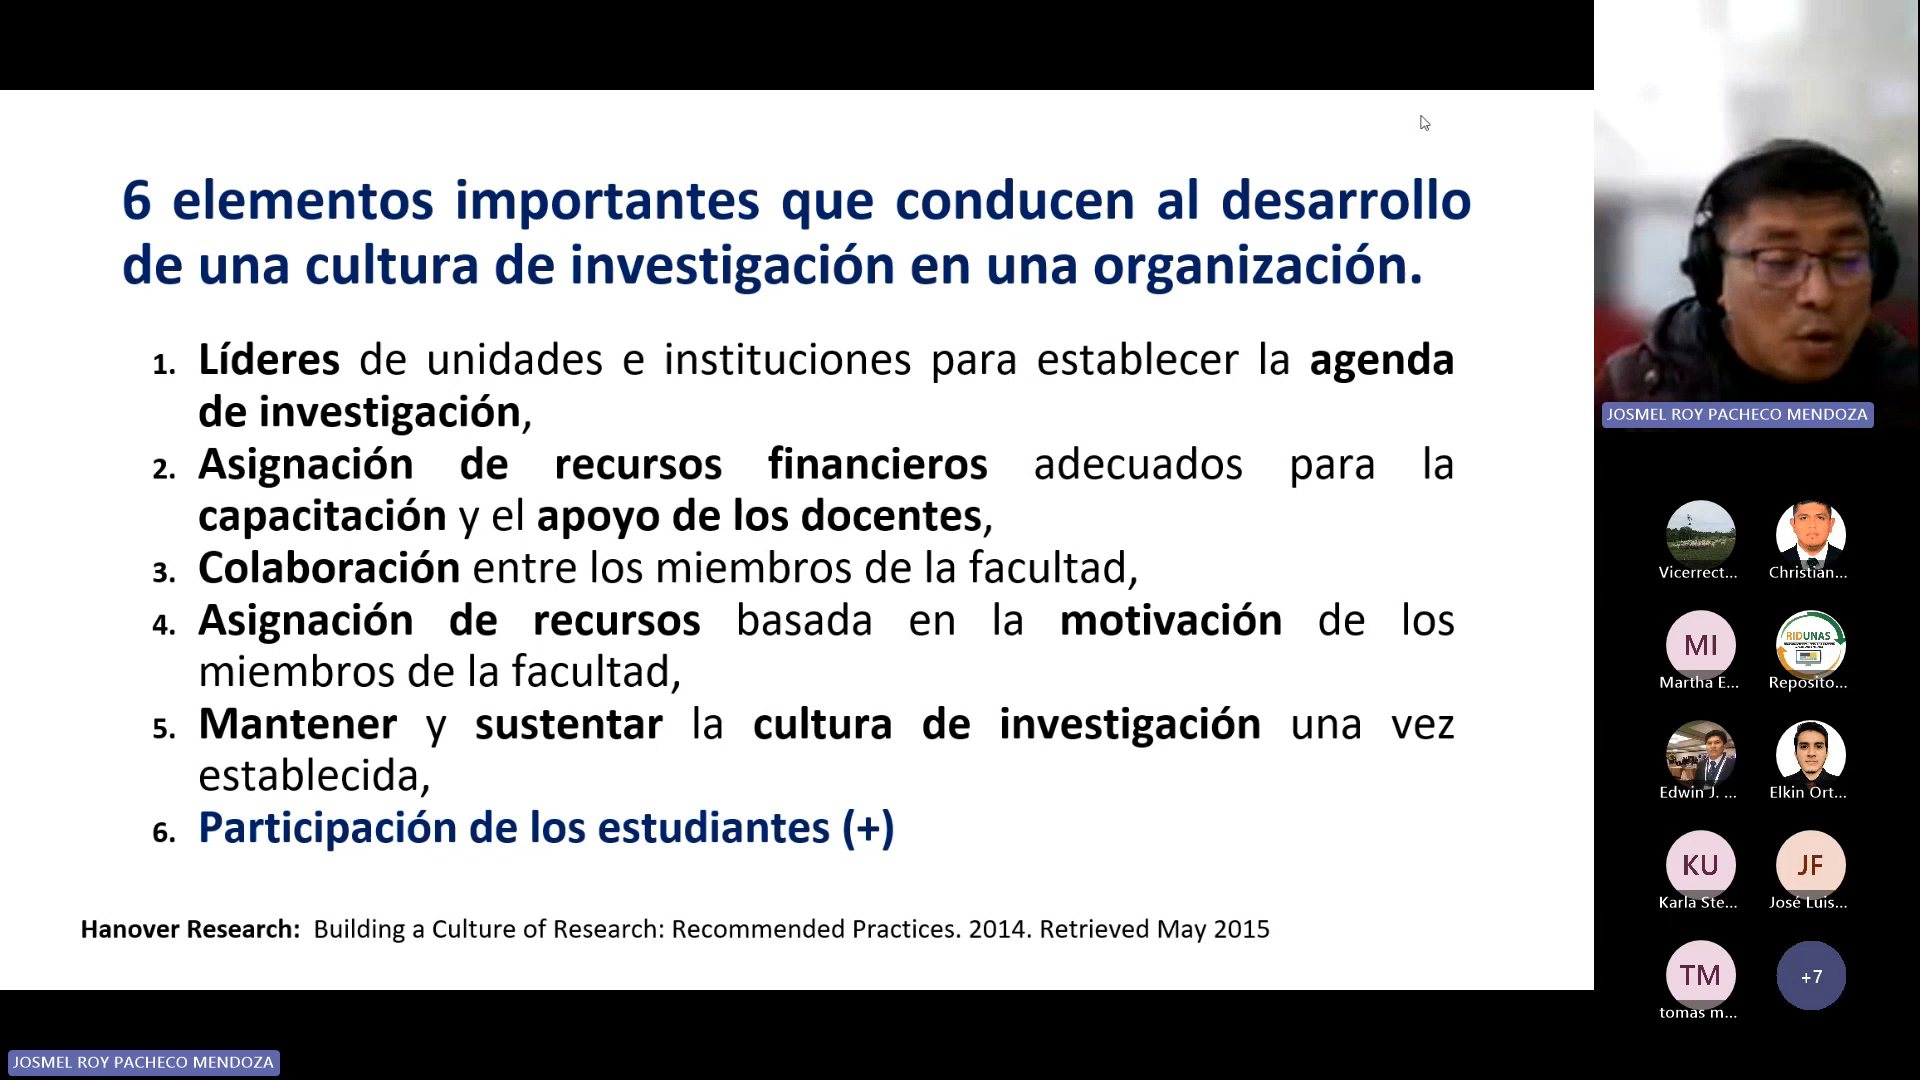 6 elementos importantes que conducen al desarrollo
de una cultura de investigación en una organización.
1. Líderes de unidades e instituciones para establecer la agenda
de investigación,
2. Asignación de recursos financieros adecuados para la
capacitación y el apoyo de los docentes,
3. Colaboración entre los miembros de la facultad,
4. Asignación de recursos basada en la motivación de los
miembros de la facultad,
5. Mantener y sustentar la cultura de investigación una vez
establecida,
6. Participación de los estudiantes (+)
Hanover Research: Building a Culture of Research: Recommended Practices. 2014. Retrieved May 2015
JOSMEL ROY PACHECO MENDOZA
JOSMEL ROY PACHECO MENDOZA
Vicerrect...
Christian...
MI
Martha E...
RIDUNAS
Reposito...
Edwin J. ...
Elkin Ort...
KU
Karla Ste...
JF
José Luis...
TM
tomas m...
+7